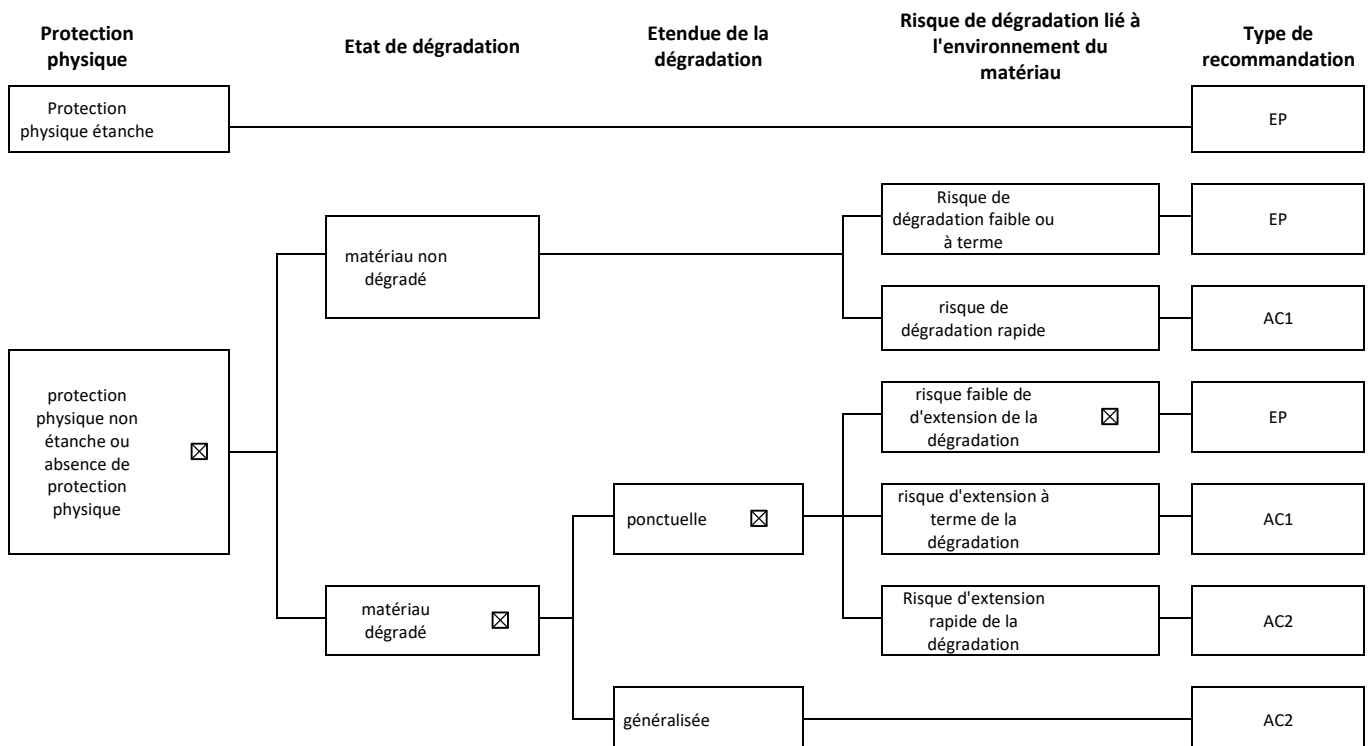 Protection
physique
Etat de dégradation
Etendue de la
dégradation
Risque de dégradation lié à
l'environnement du
matériau
Type de
recommandation
Protection
physique étanche
EP
matériau non
dégradé
Risque de
dégradation faible ou
à terme
EP
risque de
dégradation rapide
AC1
protection
physique non
étanche ou
absence de
protection
physique
☒
risque faible de
d'extension de la
dégradation
☒
EP
ponctuelle ☒
risque d'extension à
terme de la
dégradation
AC1
matériau
dégradé
☒
Risque d'extension
rapide de la
dégradation
AC2
généralisée
AC2